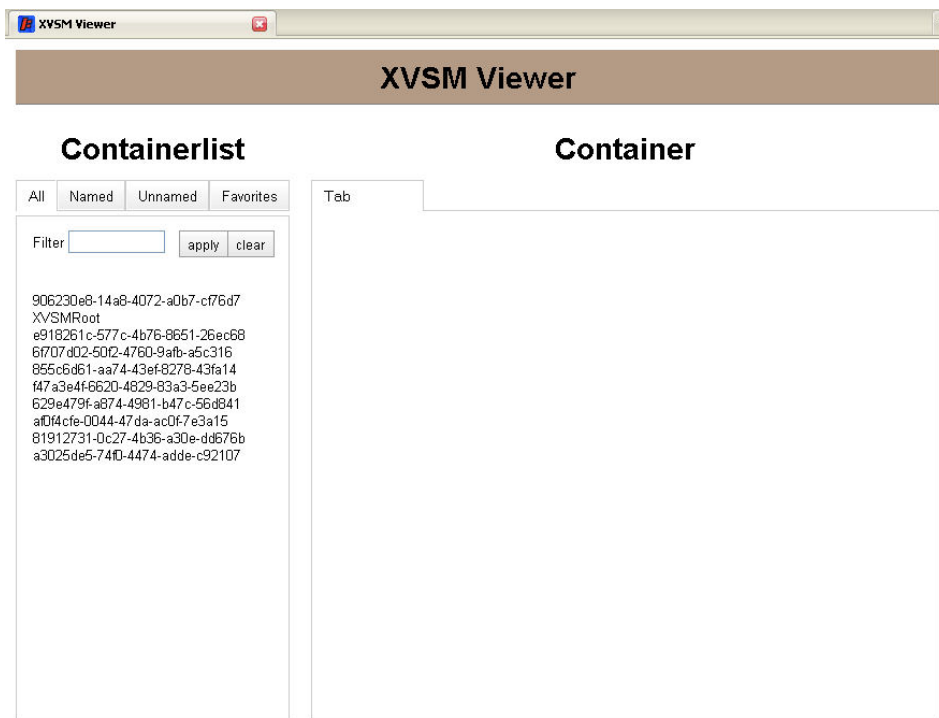 XVSM Viewer
XVSM Viewer
Containerlist
Container
All Named Unnamed Favorites
Tab
Filter apply clear
906230e8-14a8-4072-a0b7-cf76d7
XVSMRoot
e918261c-577c-4b76-8651-26ec68
6f707d02-50f2-4760-9afb-a5c316
855c6d61-aa74-43ef-8278-43fa14
f47a3e4f-6620-4829-83a3-5ee23b
629e479f-a874-4981-b47c-56d841
af0f4cfe-0044-47da-ac0f-7e3a15
81912731-0c27-4b36-a30e-dd676b
a3025de5-74f0-4474-adde-c92107